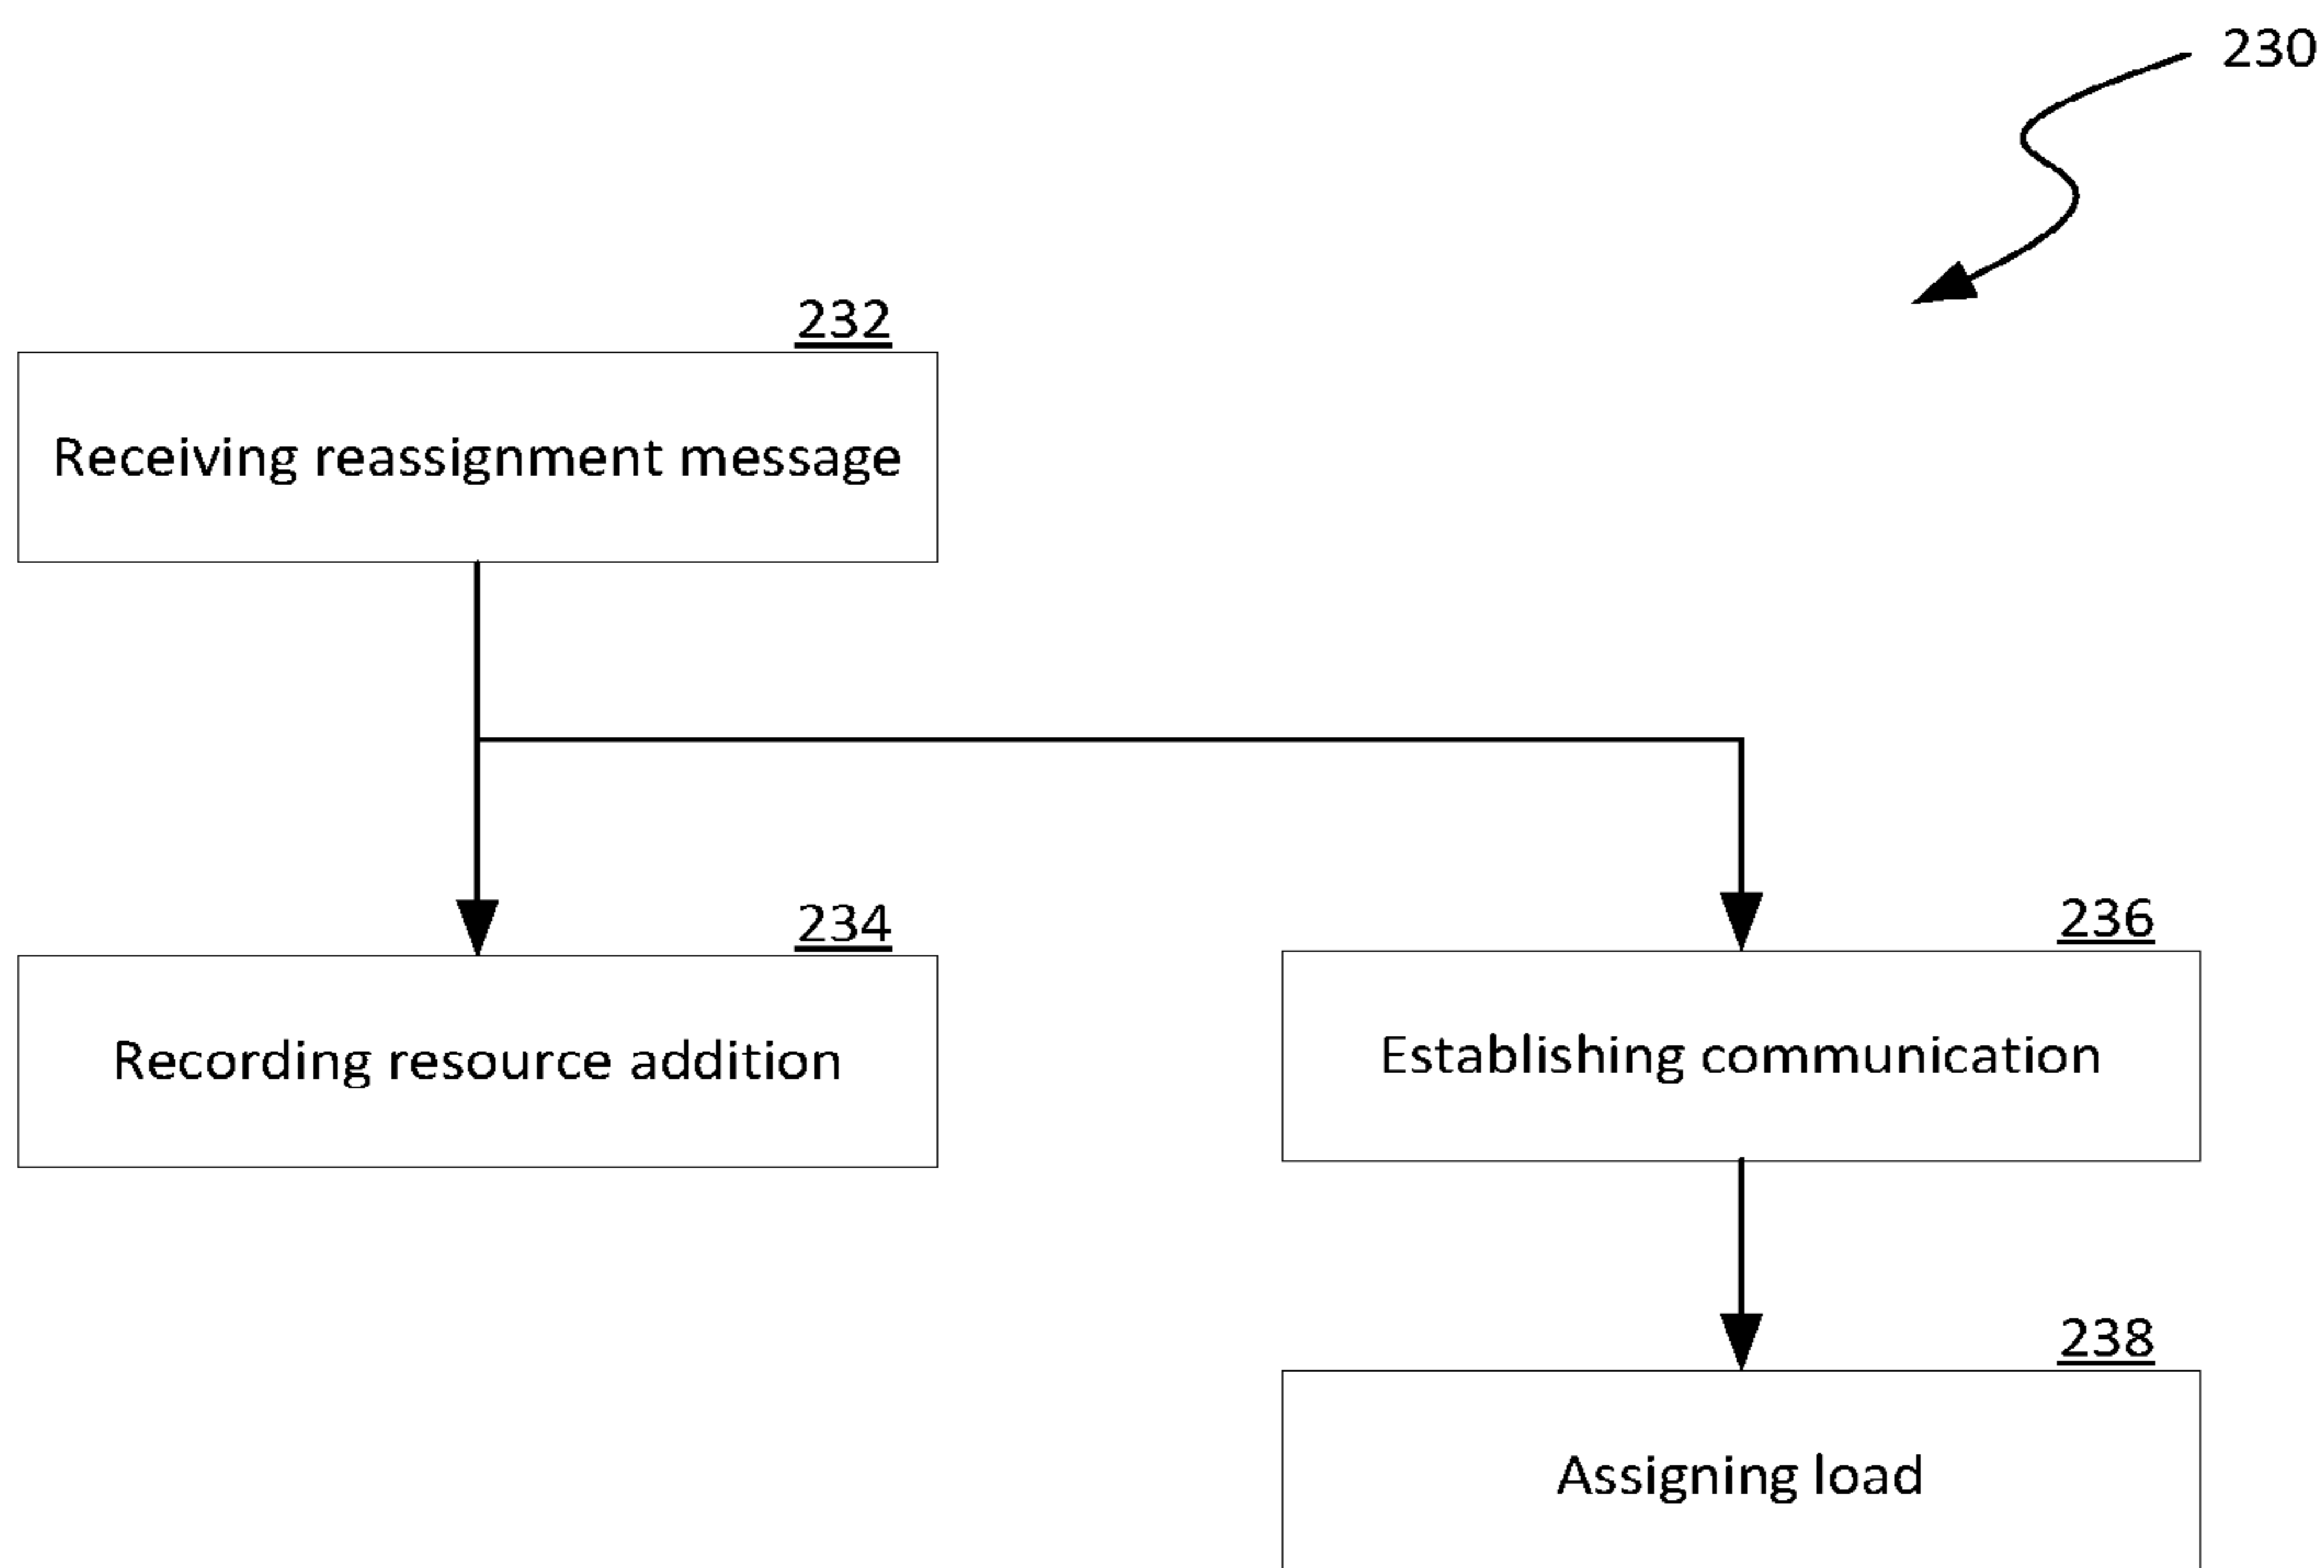 230
232
Receiving reassignment message
234
Recording resource addition
236
Establishing communication
238
Assigning load